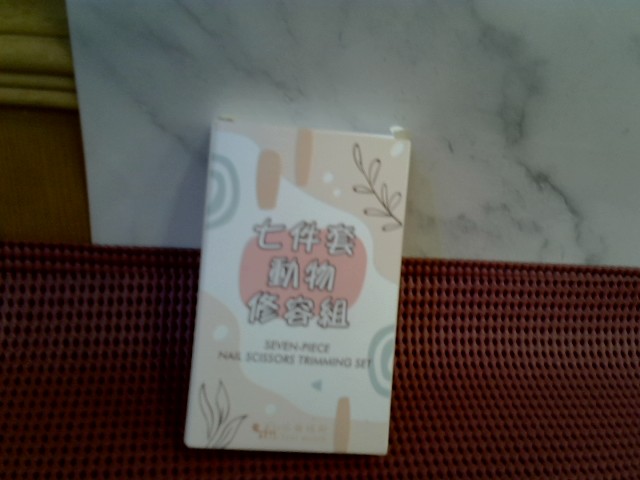 七件套
動物
修容組
SEVEN-PIECE
NAIL SCISSORS TRIMMING SET